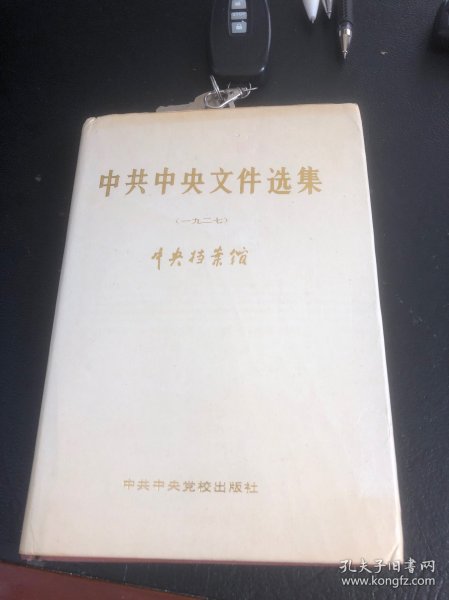 中共中央文件选集
（一九二七）
中央档案馆
中共中央党校出版社
孔夫子旧书网
www.kongfz.com